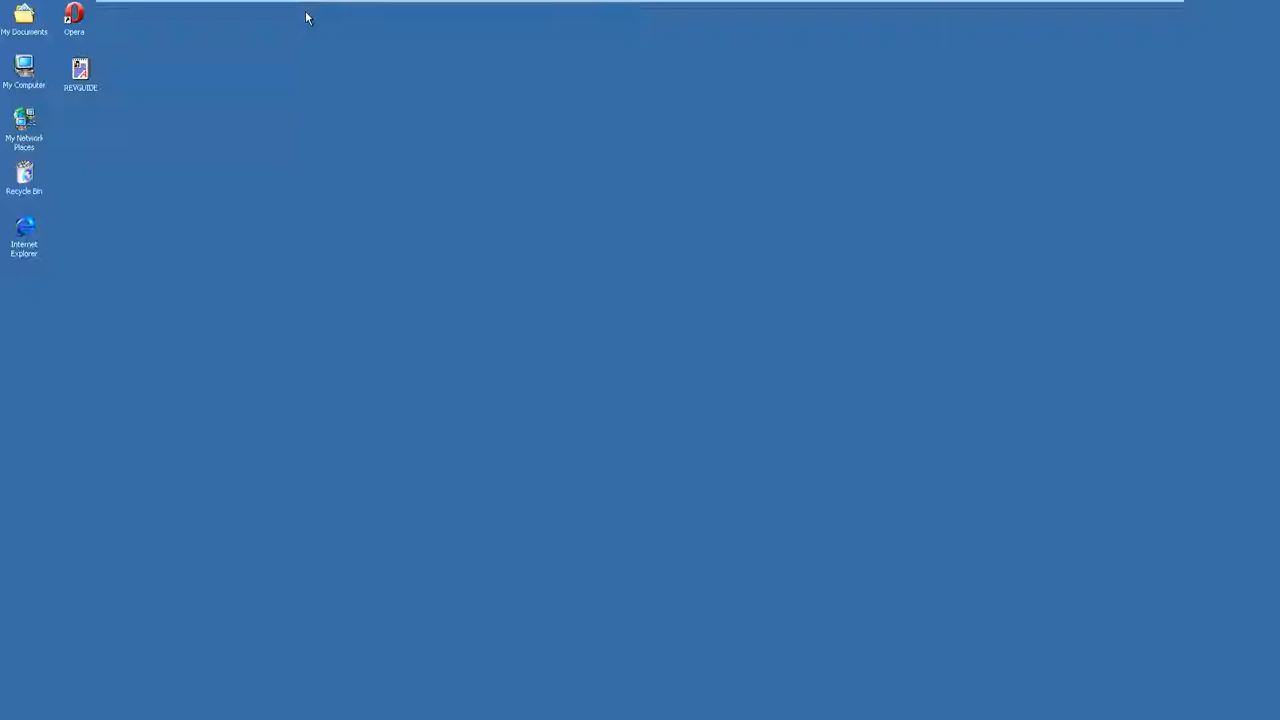 My Documents
Opera
My Computer
REVGUIDE
My Network
Places
Recycle Bin
Internet
Explorer